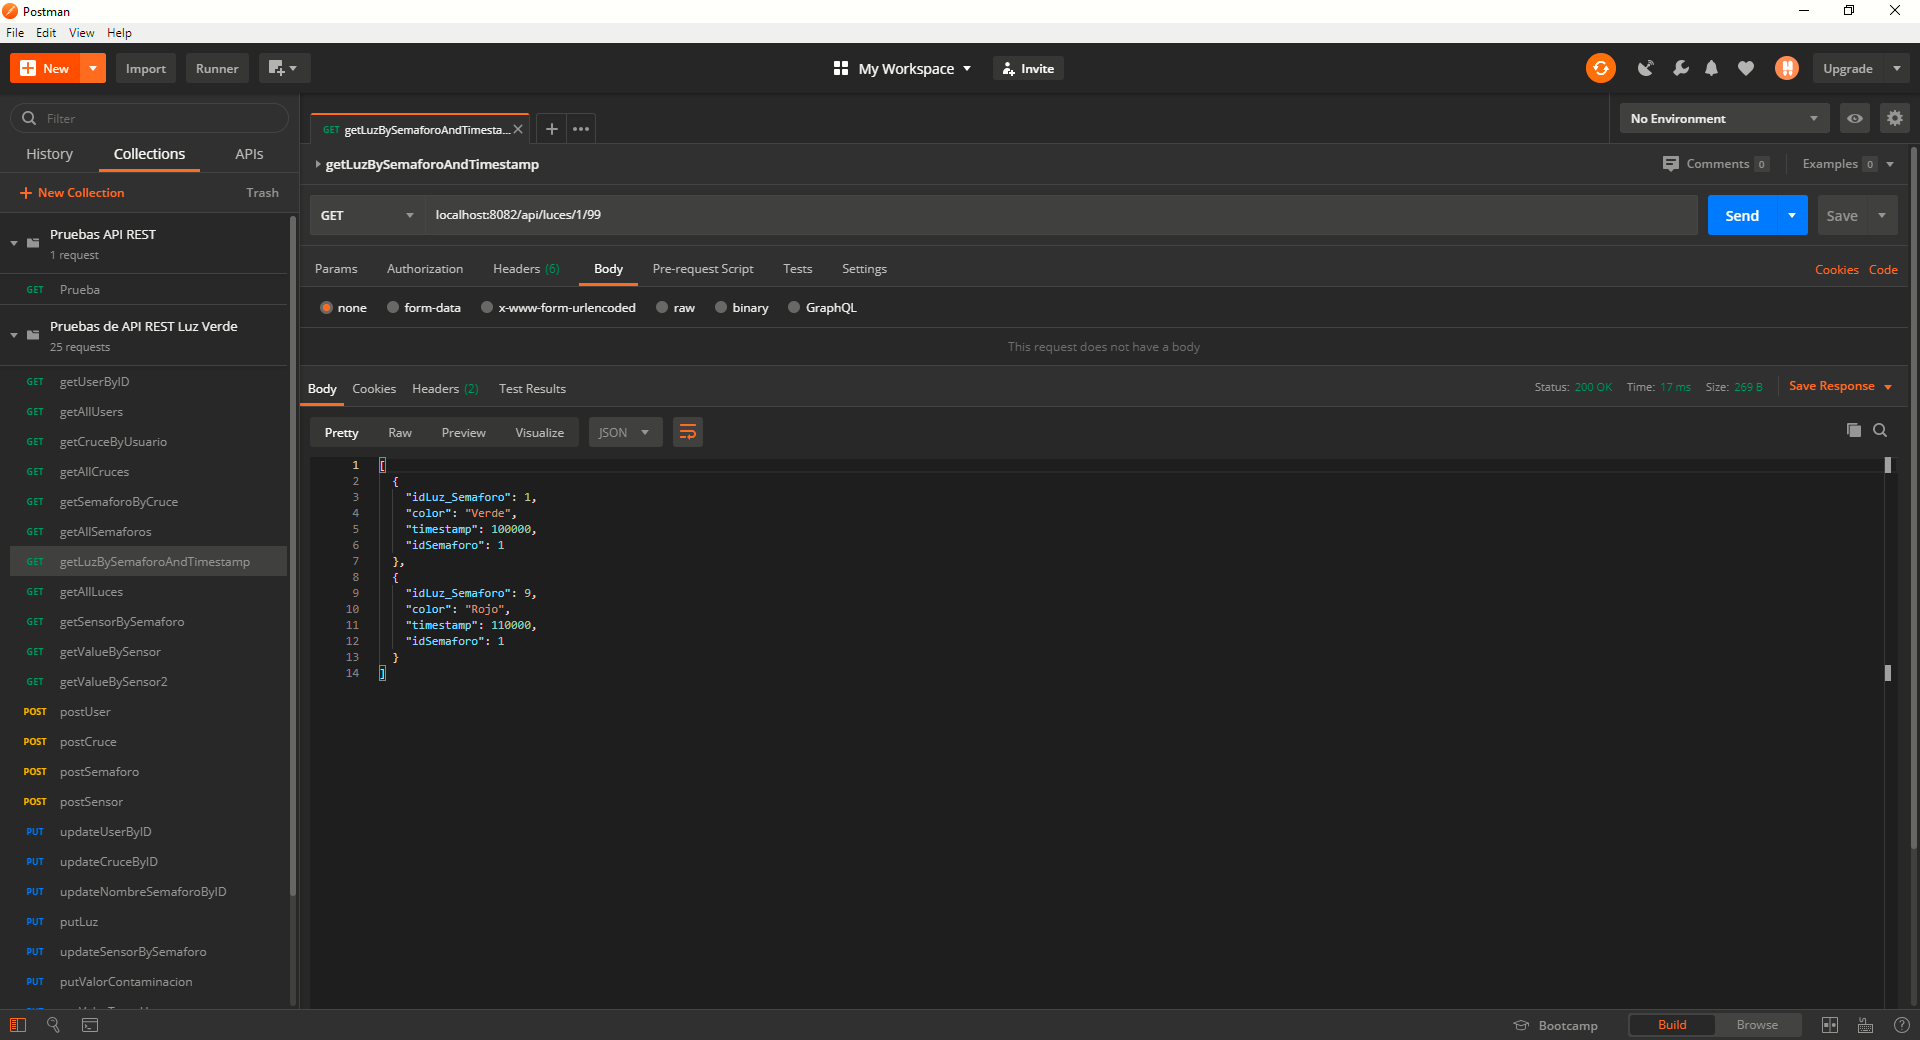 Postman
File Edit View Help
New Import Runner My Workspace Invite Upgrade
Filter
History Collections APIs
New Collection Trash
Pruebas API REST
1 request
GET Prueba
Pruebas de API REST Luz Verde
25 requests
GET getUserByID
GET getAllUsers
GET getCruceByUsuario
GET getAllCruces
GET getSemaforoByCruce
GET getAllSemaforos
GET getLuzBySemaforoAndTimestamp
GET getAllLuces
GET getSensorBySemaforo
GET getValueBySensor
GET getValueBySensor2
POST postUser
POST postCruce
POST postSemaforo
POST postSensor
PUT updateUserByID
PUT updateCruceByID
PUT updateNombreSemaforoByID
PUT putLuz
PUT updateSensorBySemaforo
PUT putValorContaminacion
GET getLuzBySemaforoAndTimesta...
No Environment
getLuzBySemaforoAndTimestamp
Comments 0 Examples 0
GET localhost:8082/api/luces/1/99 Send Save
Params Authorization Headers (6) Body Pre-request Script Tests Settings Cookies Code
none form-data x-www-form-urlencoded raw binary GraphQL
This request does not have a body
Body Cookies Headers (2) Test Results Status: 200 OK Time: 17 ms Size: 269 B Save Response
Pretty Raw Preview Visualize JSON
1 [
2 {
3 "idLuz_Semaforo": 1,
4 "color": "Verde",
5 "timestamp": 100000,
6 "idSemaforo": 1
7 },
8 {
9 "idLuz_Semaforo": 9,
10 "color": "Rojo",
11 "timestamp": 110000,
12 "idSemaforo": 1
13 }
14 ]
Bootcamp Build Browse